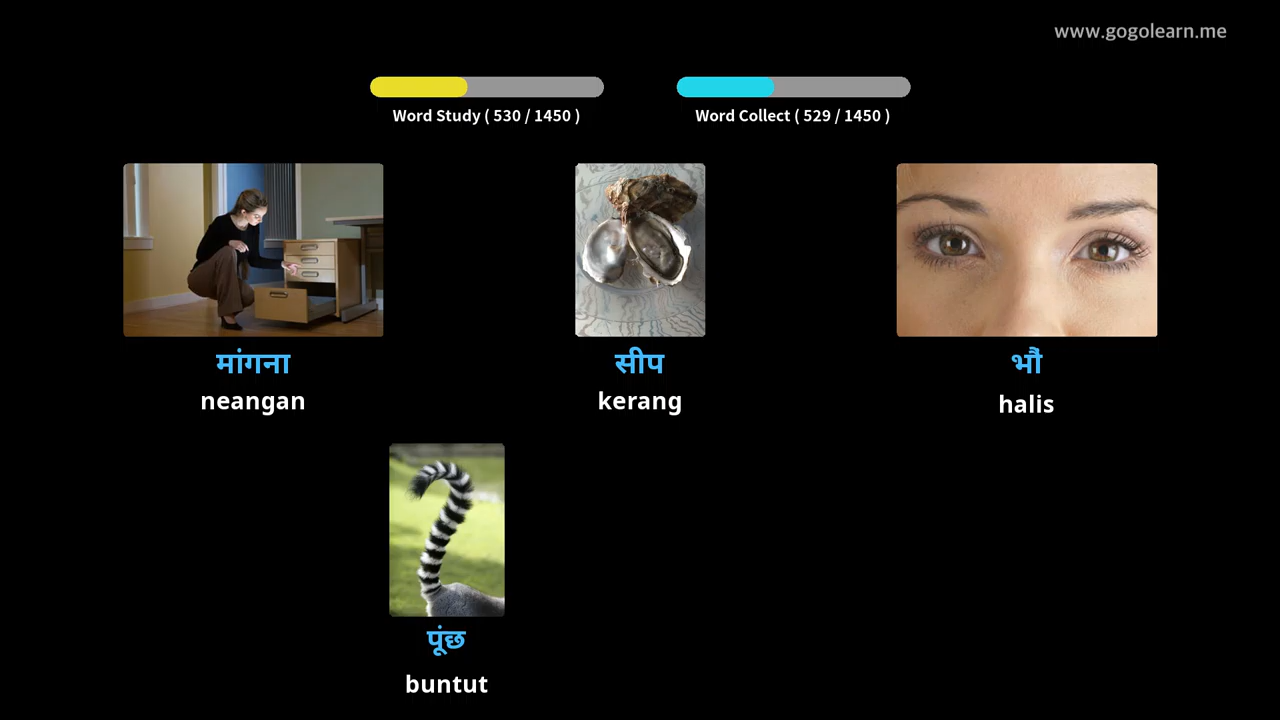 www.gogolearn.me
Word Study ( 530 / 1450 )
Word Collect ( 529 / 1450 )
मांगना
neangan
सीप
kerang
भौं
halis
पूंछ
buntut